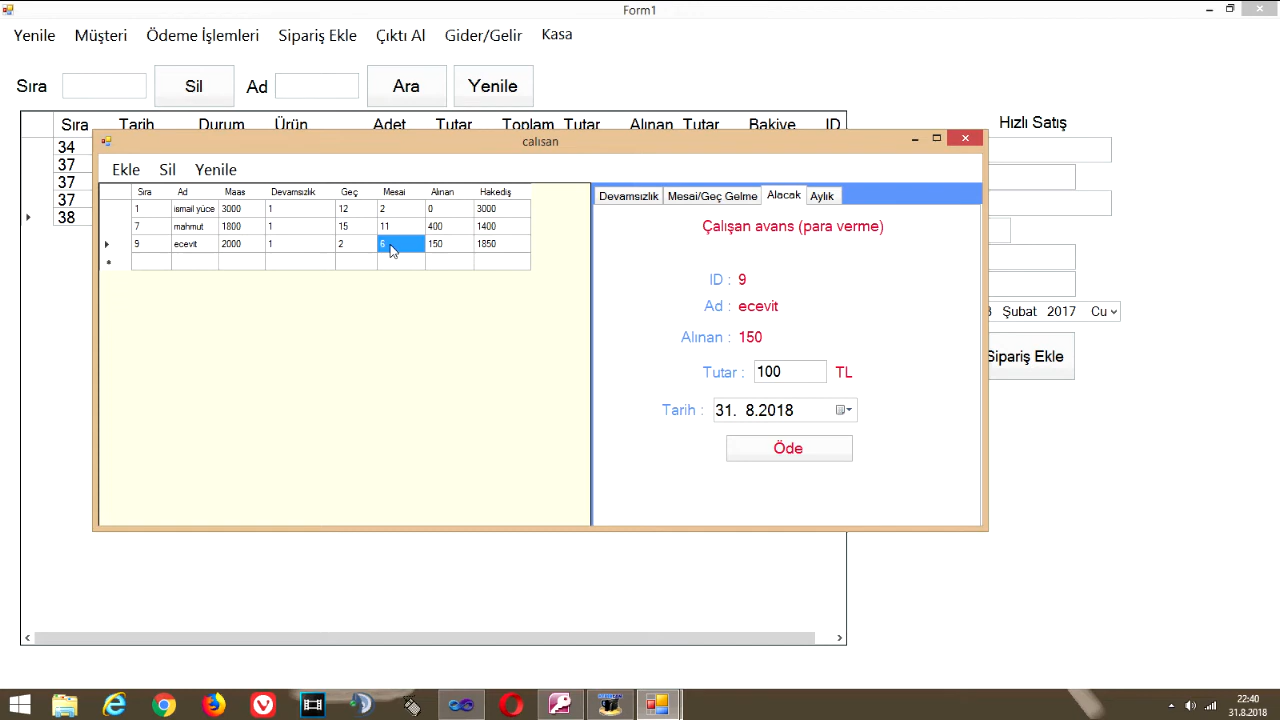 Form1
Yenile Müşteri Ödeme İşlemleri Sipariş Ekle Çıktı Al Gider/Gelir Kasa
Sıra Sil Ad Ara Yenile
Sıra Tarih Durum Ürün Adet Tutar Toplam Tutar Alınan Tutar Bakiye ID
34
37
37
37
38
Hızlı Satış
Şubat 2017 Cu
Sipariş Ekle
calısan
Ekle Sil Yenile
Sıra Ad Maas Devamsızlık Geç Mesai Alınan Hakediş
1 ismail yüce 3000 1 12 2 0 3000
7 mahmut 1800 1 15 11 400 1400
9 ecevit 2000 1 2 6 150 1850
Devamsızlık Mesai/Geç Gelme Alacak Aylık
Çalışan avans (para verme)
ID : 9
Ad : ecevit
Alınan : 150
Tutar : 100 TL
Tarih : 31. 8.2018
Öde
22:40
31.8.2018